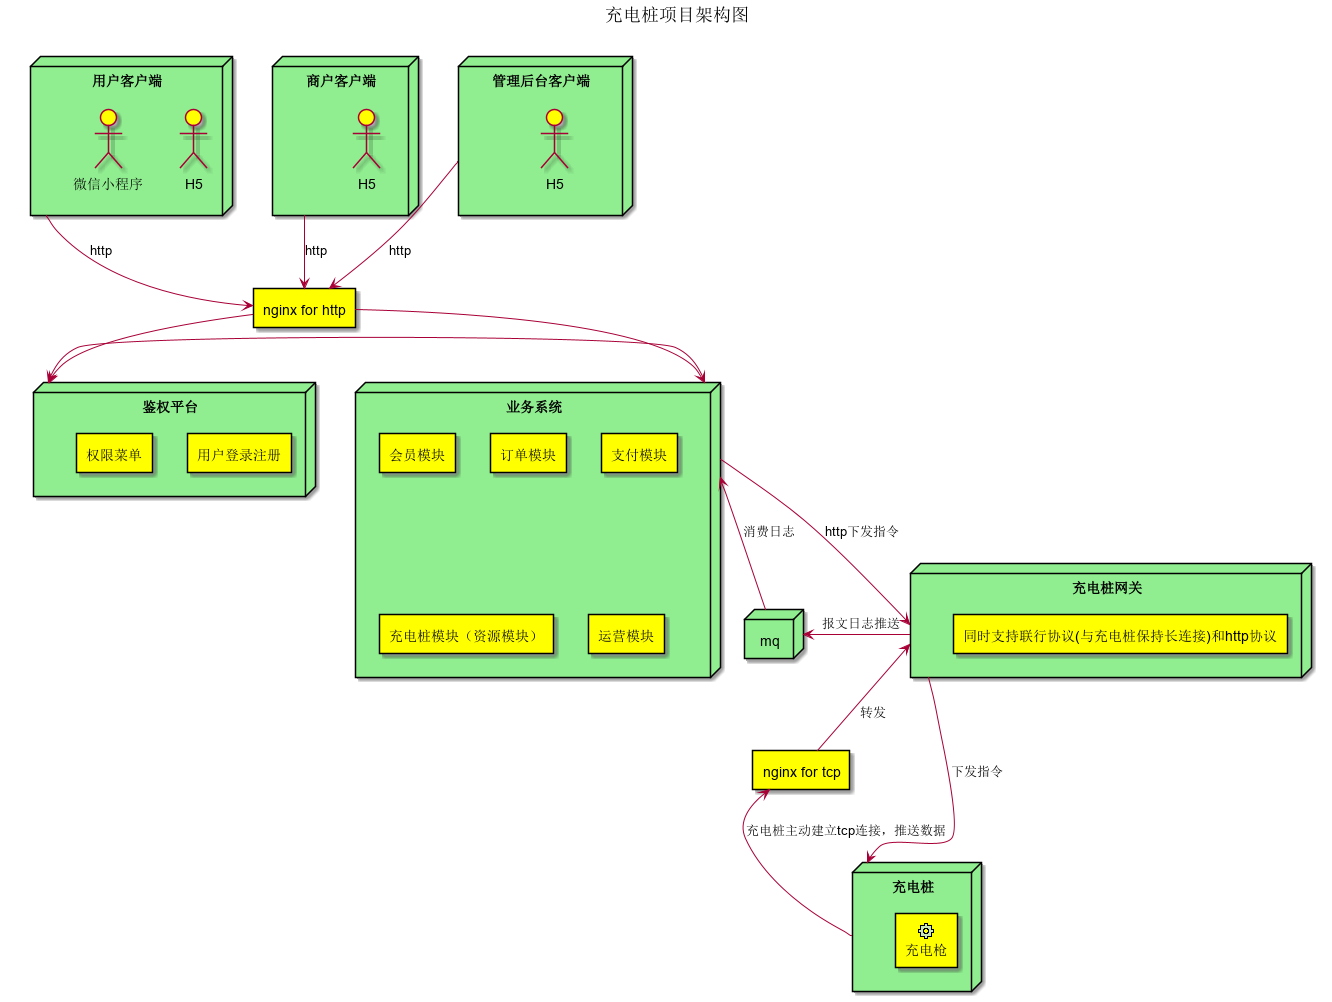 充电桩项目架构图
用户客户端
微信小程序
H5
商户客户端
H5
管理后台客户端
H5
http
http
http
nginx for http
鉴权平台
权限菜单
用户登录注册
业务系统
会员模块
订单模块
支付模块
充电桩模块（资源模块）
运营模块
消费日志
http下发指令
充电桩网关
同时支持联行协议(与充电桩保持长连接)和http协议
报文日志推送
mq
转发
nginx for tcp
下发指令
充电桩主动建立tcp连接，推送数据
充电桩
充电枪